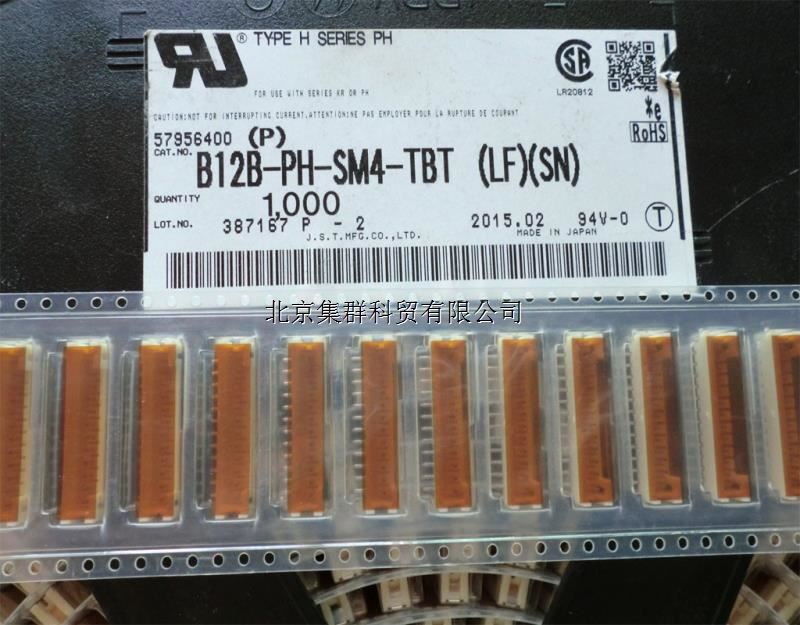 ® TYPE H SERIES PH
FOR USE WITH SERIES KR OR PH
LR20812
CAUTION:NOT FOR INTERRUPTING CURRENT.ATTENTION:NE PAS EMPLOYER POUR LA RUPTURE DE COURANT
57956400 (P)
RoHS
CAT.NO. B12B-PH-SM4-TBT (LF)(SN)
QUANTITY 1,000
LOT.NO. 387167 P - 2 2015.02 94V-0 T
J.S.T.MFG.CO.,LTD. MADE IN JAPAN
北京集群科贸有限公司